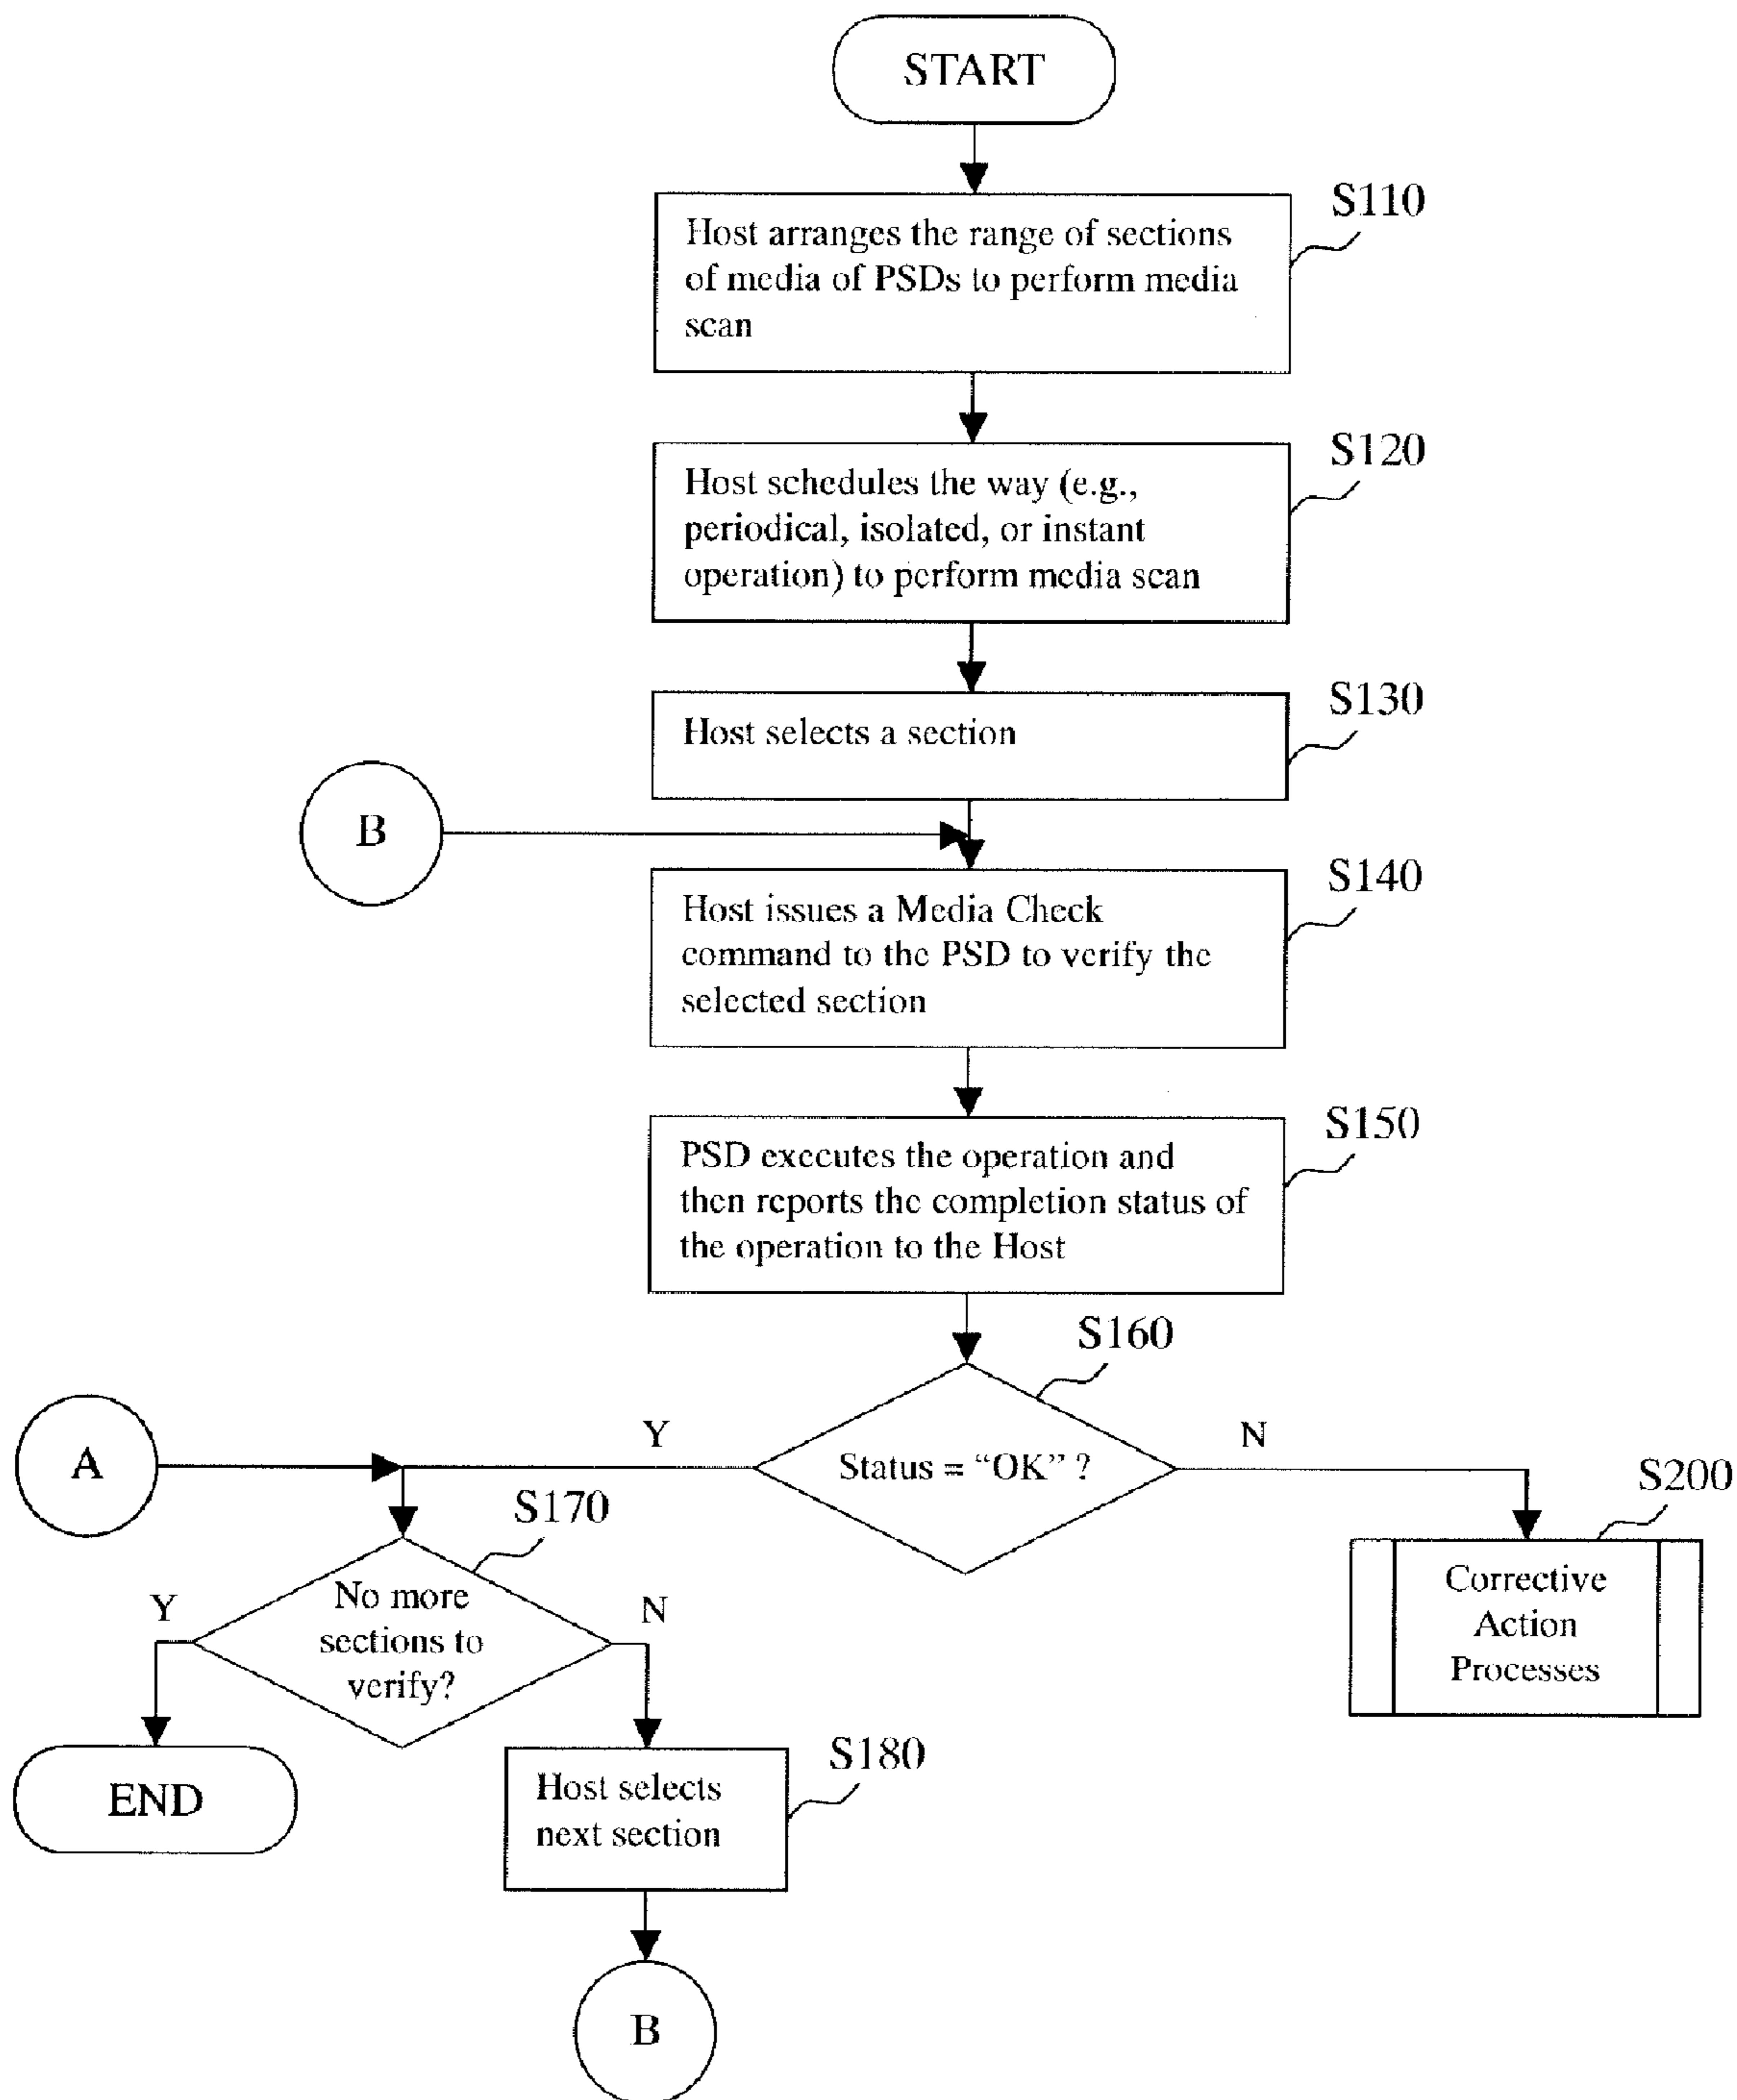 START
S110
Host arranges the range of sections
of media of PSDs to perform media
scan
S120
Host schedules the way (e.g.,
periodical, isolated, or instant
operation) to perform media scan
S130
Host selects a section
B
S140
Host issues a Media Check
command to the PSD to verify the
selected section
S150
PSD executes the operation and
then reports the completion status of
the operation to the Host
S160
Status = “OK” ?
Y
N
A
S170
No more
sections to
verify?
Y
N
S200
Corrective
Action
Processes
END
S180
Host selects
next section
B